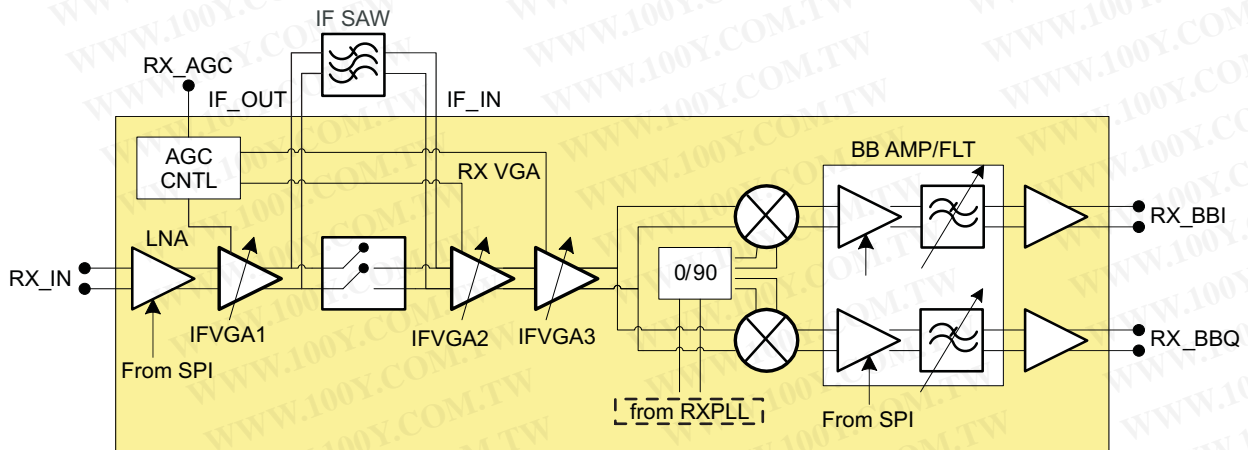 IF SAW
RX_AGC
IF_OUT
IF_IN
AGC
CNTL
RX VGA
BB AMP/FLT
LNA
RX_IN
RX_BBI
0/90
IFVGA1
IFVGA2
IFVGA3
From SPI
RX_BBQ
from RXPLL
From SPI
WWW.100Y.COM.TW